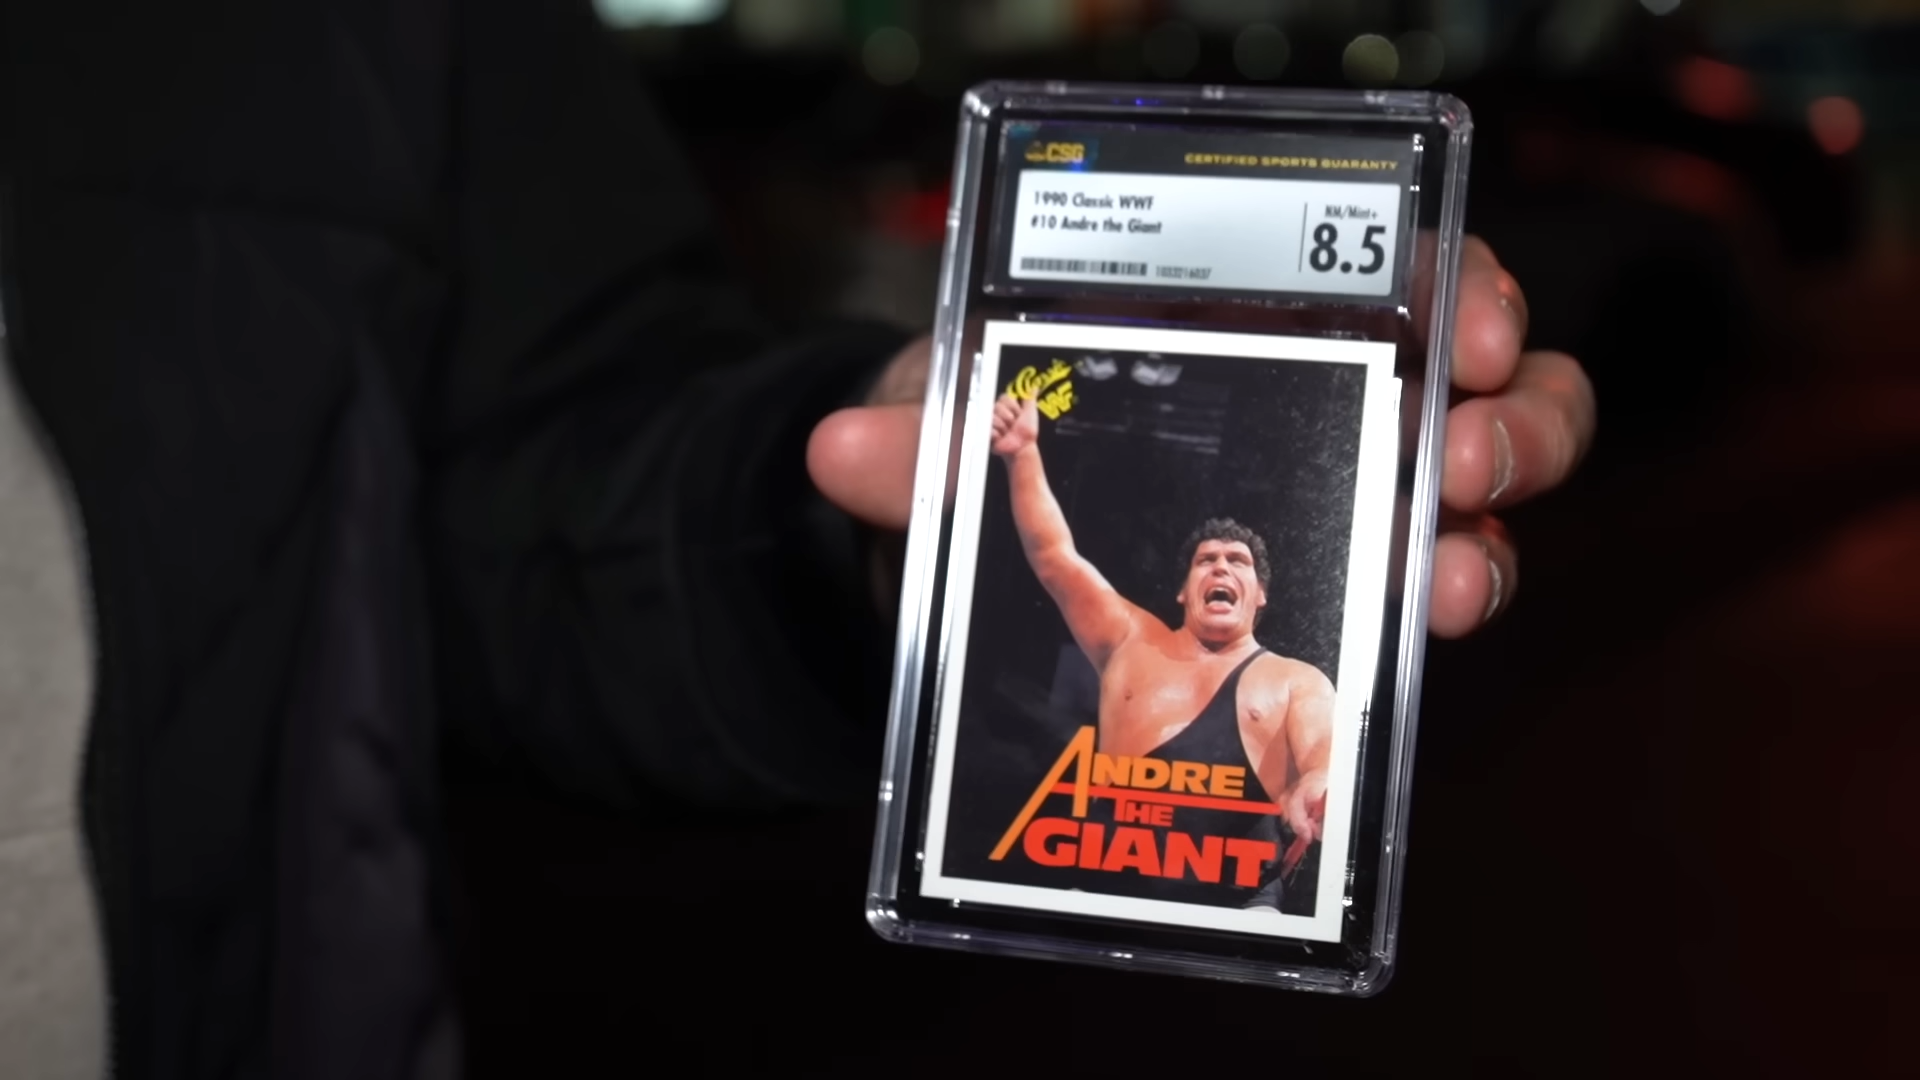 CSG
CERTIFIED SPORTS GUARANTY
1990 Classic WWF
#10 Andre the Giant
NM/Mint+
8.5
Classic
WF
ANDRE
THE
GIANT